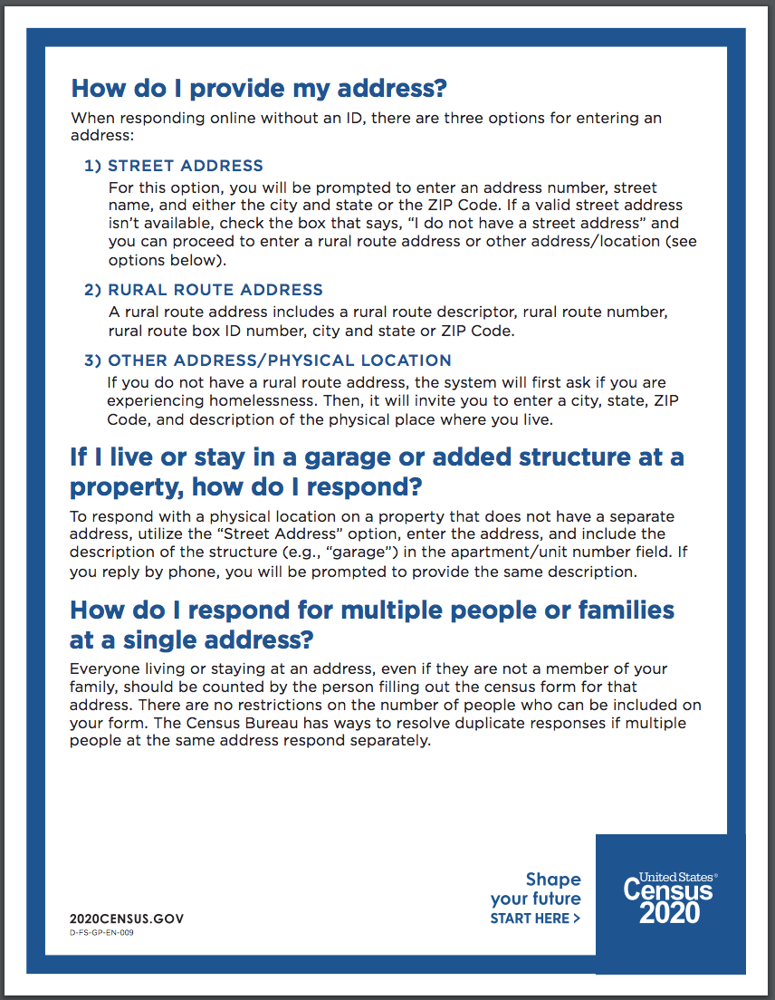 How do I provide my address?
When responding online without an ID, there are three options for entering an
address:
1) STREET ADDRESS
For this option, you will be prompted to enter an address number, street
name, and either the city and state or the ZIP Code. If a valid street address
isn’t available, check the box that says, “I do not have a street address” and
you can proceed to enter a rural route address or other address/location (see
options below).
2) RURAL ROUTE ADDRESS
A rural route address includes a rural route descriptor, rural route number,
rural route box ID number, city and state or ZIP Code.
3) OTHER ADDRESS/PHYSICAL LOCATION
If you do not have a rural route address, the system will first ask if you are
experiencing homelessness. Then, it will invite you to enter a city, state, ZIP
Code, and description of the physical place where you live.
If I live or stay in a garage or added structure at a
property, how do I respond?
To respond with a physical location on a property that does not have a separate
address, utilize the “Street Address” option, enter the address, and include the
description of the structure (e.g., “garage”) in the apartment/unit number field. If
you reply by phone, you will be prompted to provide the same description.
How do I respond for multiple people or families
at a single address?
Everyone living or staying at an address, even if they are not a member of your
family, should be counted by the person filling out the census form for that
address. There are no restrictions on the number of people who can be included on
your form. The Census Bureau has ways to resolve duplicate responses if multiple
people at the same address respond separately.
2020CENSUS.GOV
D-FS-GP-EN-009
Shape
your future
START HERE >
United States®
Census
2020